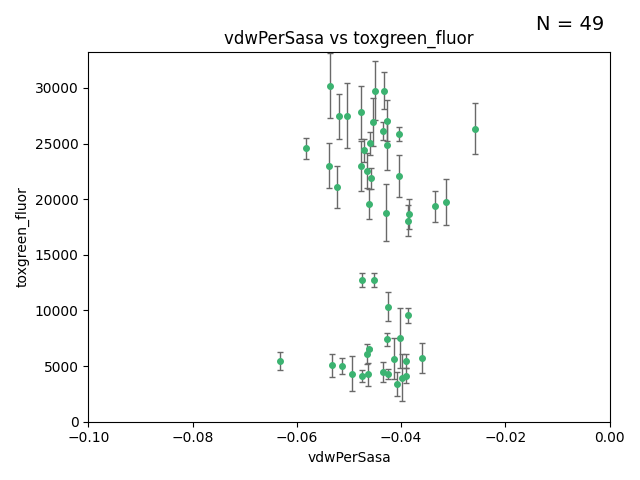 N = 49
vdwPerSasa vs toxgreen_fluor
30000
25000
20000
15000
10000
5000
0
toxgreen_fluor
−0.10 −0.08 −0.06 −0.04 −0.02 0.00
vdwPerSasa